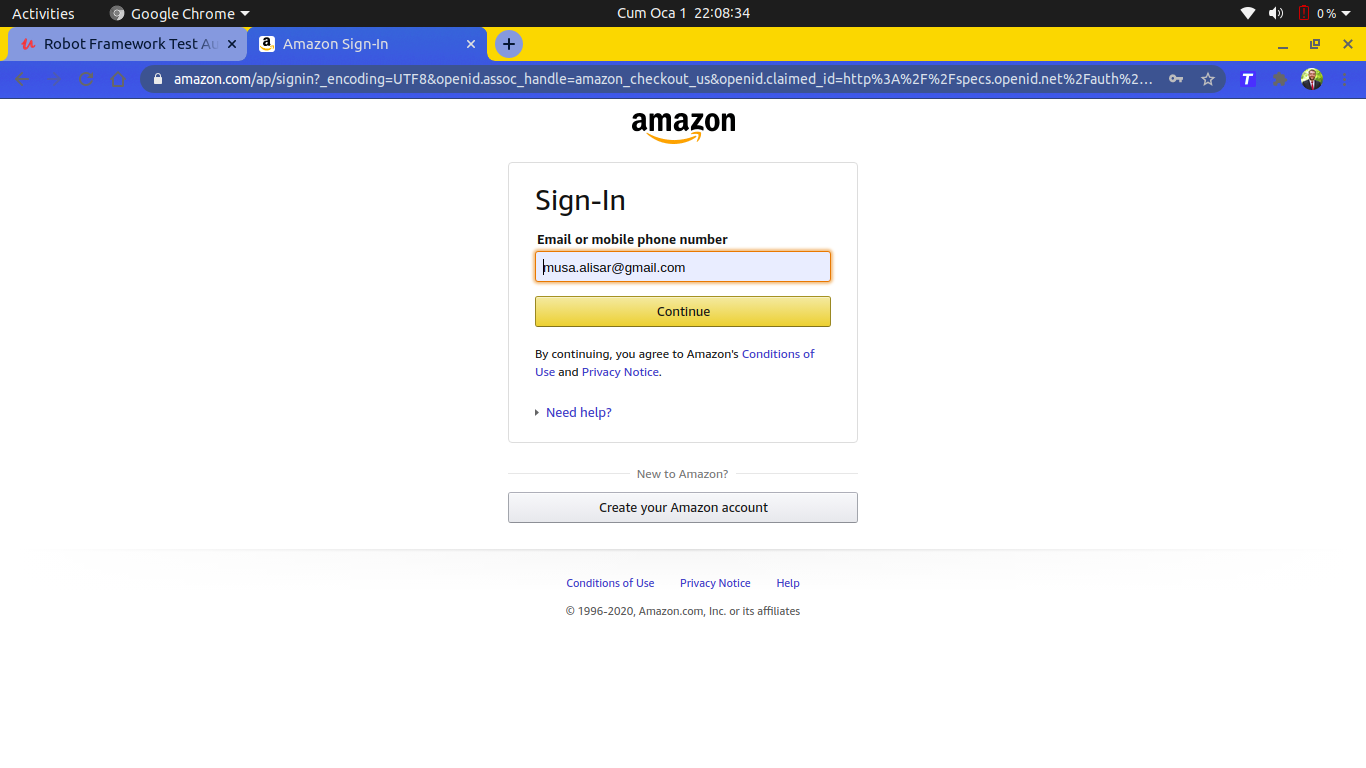 Activities Google Chrome Cum Oca 1 22:08:34 0 %
Robot Framework Test Au Amazon Sign-In
amazon.com/ap/signin?_encoding=UTF8&openid.assoc_handle=amazon_checkout_us&openid.claimed_id=http%3A%2F%2Fspecs.openid.net%2Fauth%2...
amazon
Sign-In
Email or mobile phone number
musa.alisar@gmail.com
Continue
By continuing, you agree to Amazon's Conditions of
Use and Privacy Notice.
Need help?
New to Amazon?
Create your Amazon account
Conditions of Use Privacy Notice Help
© 1996-2020, Amazon.com, Inc. or its affiliates